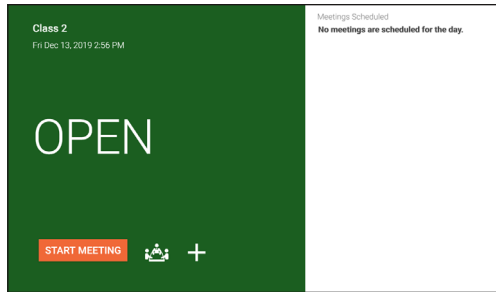 Class 2
Fri Dec 13, 2019 2:56 PM
OPEN
START MEETING
Meetings Scheduled
No meetings are scheduled for the day.